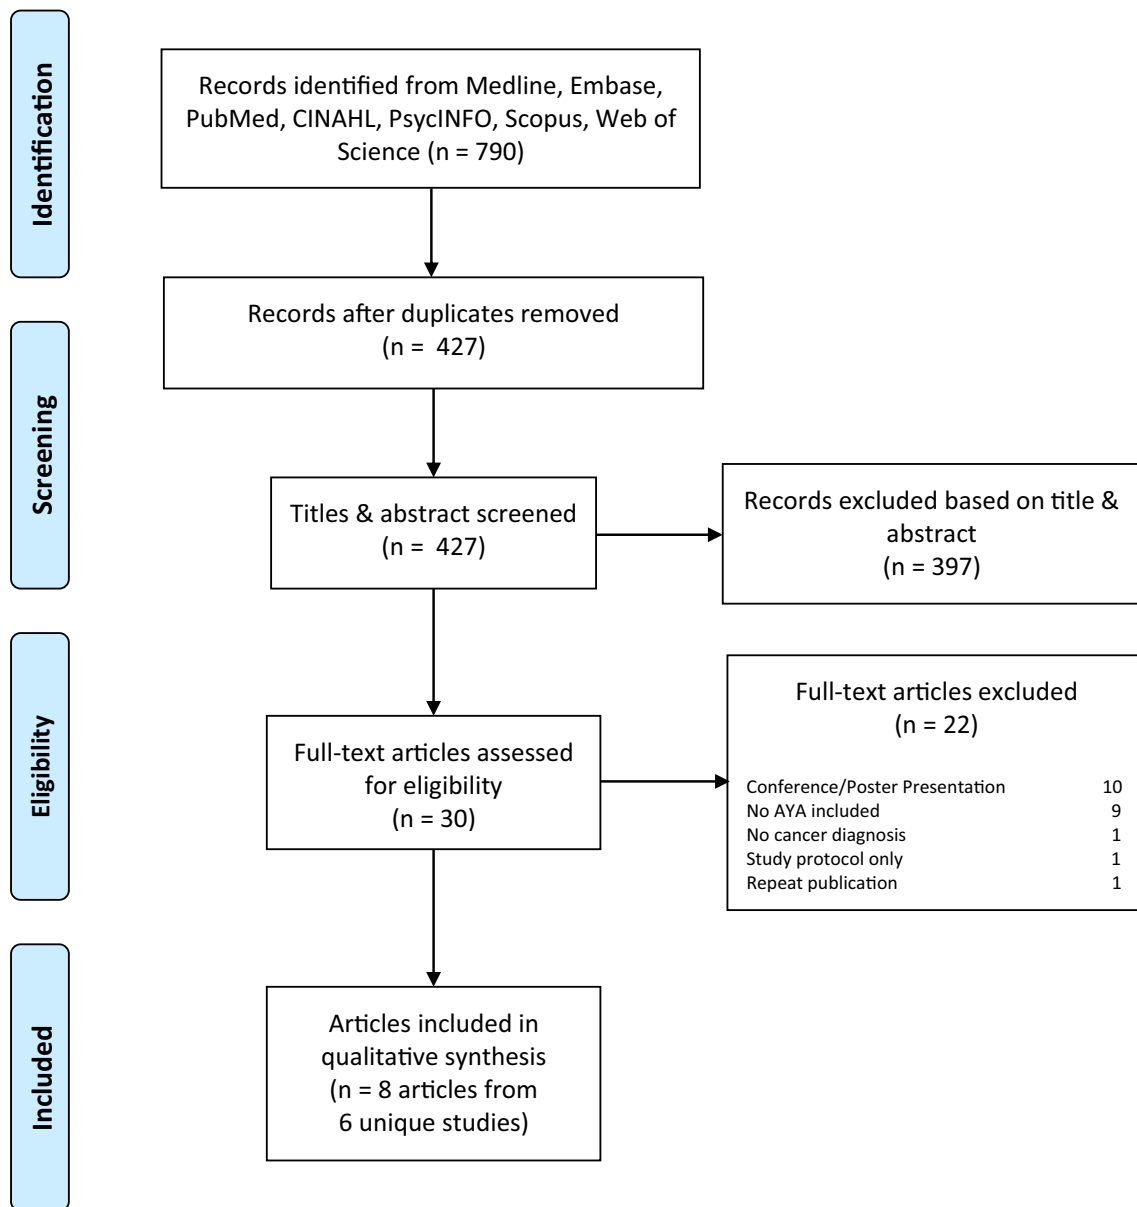 Identification
Records identified from Medline, Embase,
PubMed, CINAHL, PsycINFO, Scopus, Web of
Science (n = 790)
Records after duplicates removed
(n =  427)
Screening
Titles & abstract screened
(n =  427)
Records excluded based on title &
abstract
(n = 397)
Eligibility
Full-text articles assessed
for eligibility
(n = 30)
Full-text articles excluded
(n = 22)
Conference/Poster Presentation 10
No AYA included 9
No cancer diagnosis 1
Study protocol only 1
Repeat publication 1
Included
Articles included in
qualitative synthesis
(n = 8 articles from
6 unique studies)